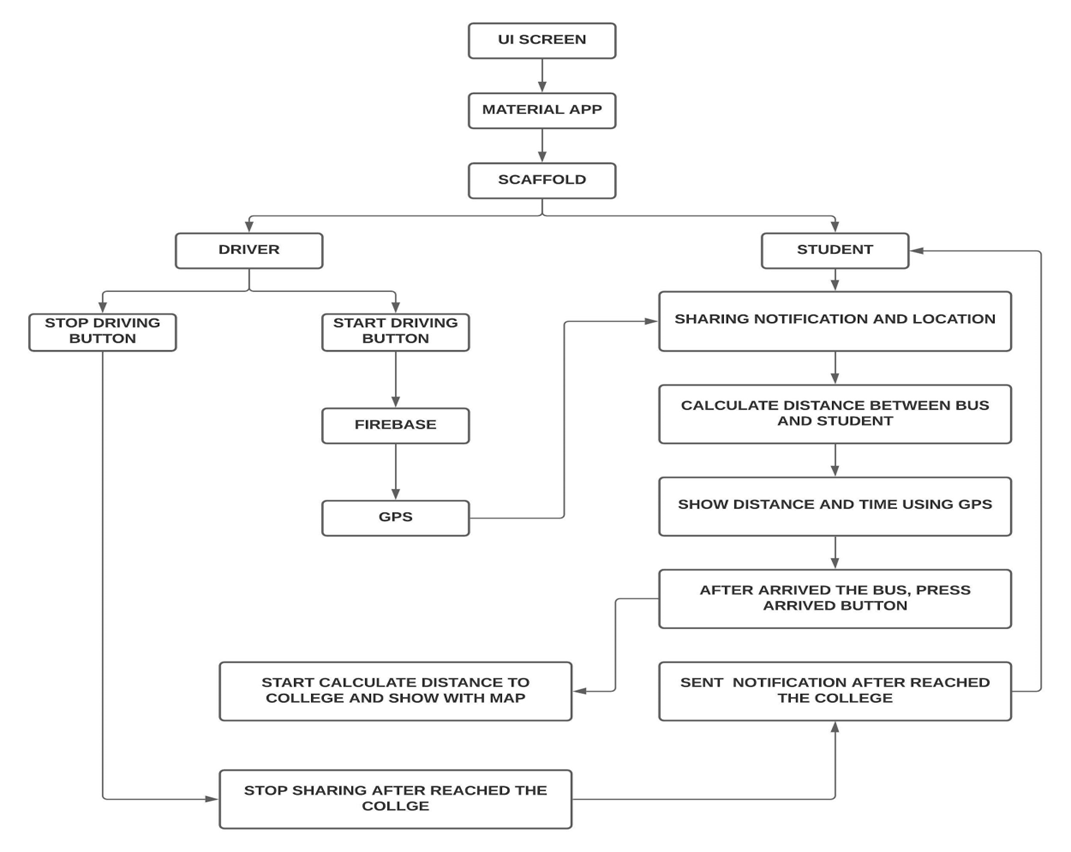 UI SCREEN
MATERIAL APP
SCAFFOLD
DRIVER
STUDENT
STOP DRIVING
BUTTON
START DRIVING
BUTTON
SHARING NOTIFICATION AND LOCATION
CALCULATE DISTANCE BETWEEN BUS
AND STUDENT
FIREBASE
SHOW DISTANCE AND TIME USING GPS
GPS
AFTER ARRIVED THE BUS, PRESS
ARRIVED BUTTON
START CALCULATE DISTANCE TO
COLLEGE AND SHOW WITH MAP
SENT NOTIFICATION AFTER REACHED
THE COLLEGE
STOP SHARING AFTER REACHED THE
COLLGE